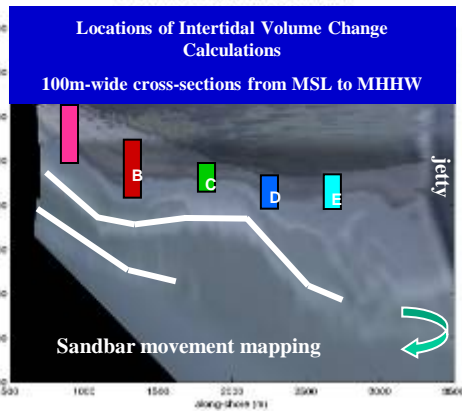 Locations of Intertidal Volume Change
Calculations
100m-wide cross-sections from MSL to MHHW
B
C
D
E
jetty
Sandbar movement mapping
500
1000
1500
2000
2500
3000
3500
along-shore (m)